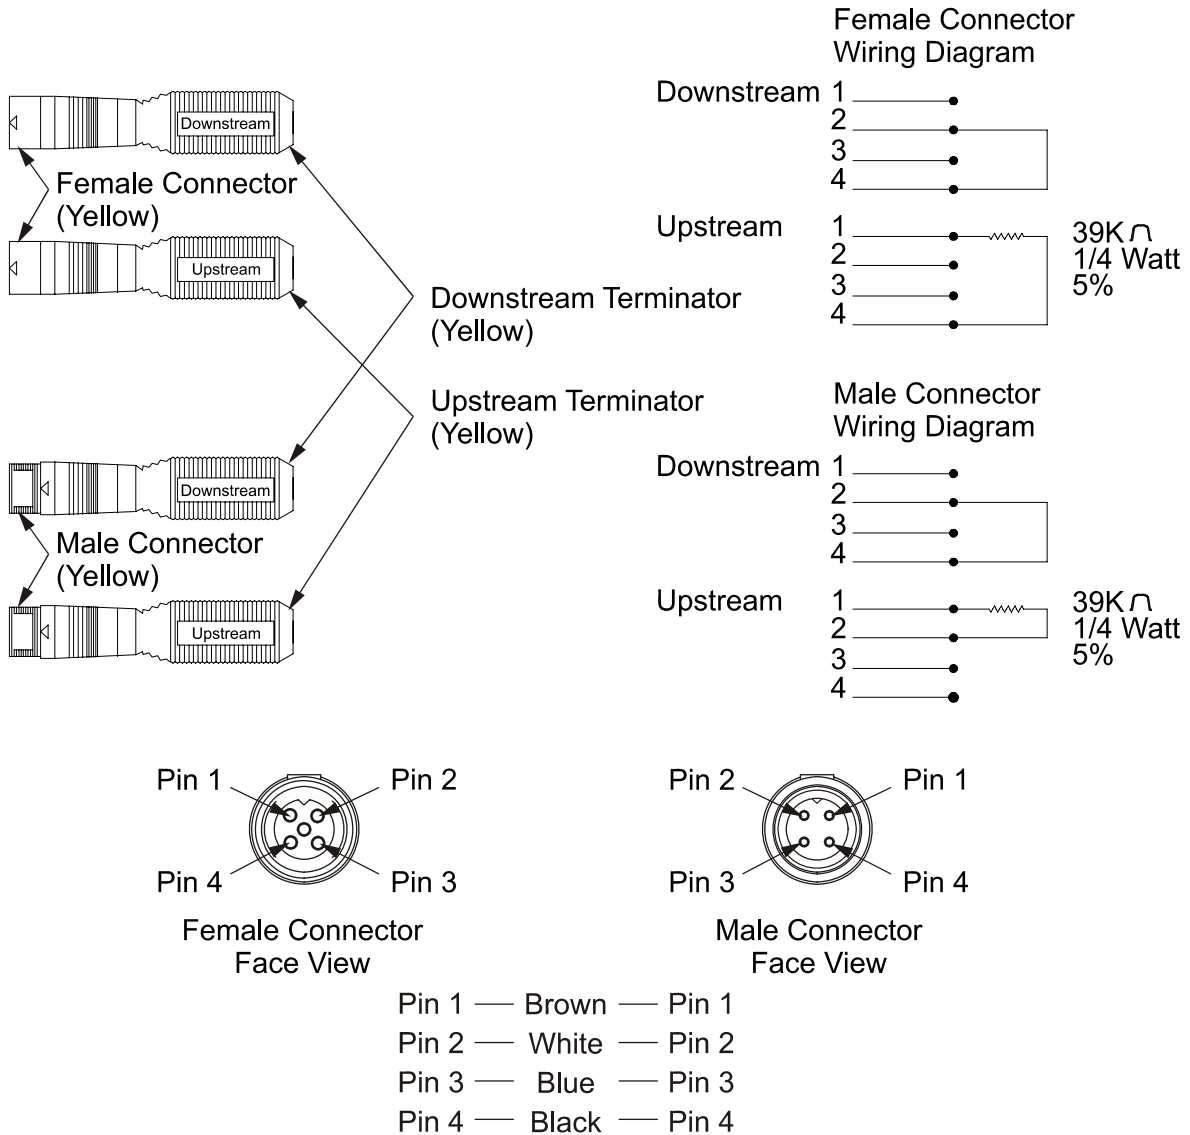 Female Connector
Wiring Diagram
Downstream 1
2
3
4
Upstream 1
2
3
4
39K
1/4 Watt
5%
Downstream
Female Connector
(Yellow)
Upstream
Downstream Terminator
(Yellow)
Upstream Terminator
(Yellow)
Downstream
Male Connector
(Yellow)
Upstream
Male Connector
Wiring Diagram
Downstream 1
2
3
4
Upstream 1
2
3
4
39K
1/4 Watt
5%
Pin 1
Pin 2
Pin 4
Pin 3
Female Connector
Face View
Pin 2
Pin 1
Pin 3
Pin 4
Male Connector
Face View
Pin 1 — Brown — Pin 1
Pin 2 — White — Pin 2
Pin 3 — Blue — Pin 3
Pin 4 — Black — Pin 4